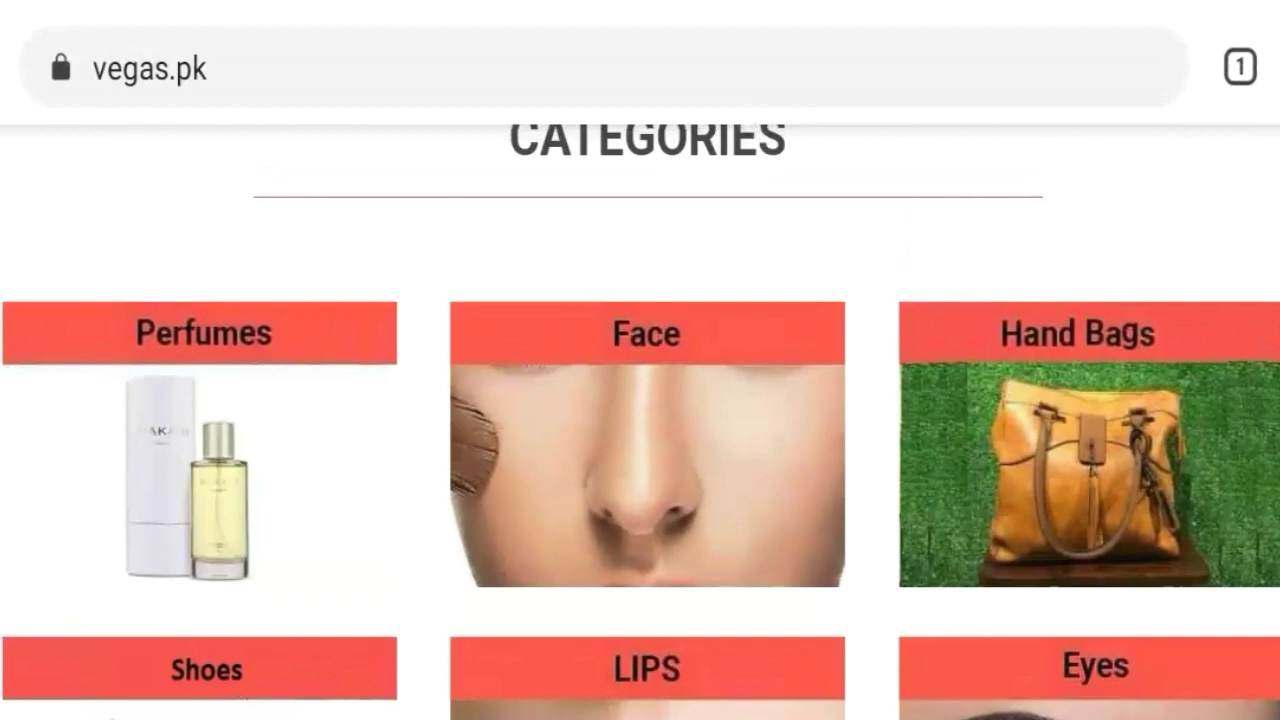 vegas.pk
1
CATEGORIES
Perfumes
Face
Hand Bags
Shoes
LIPS
Eyes